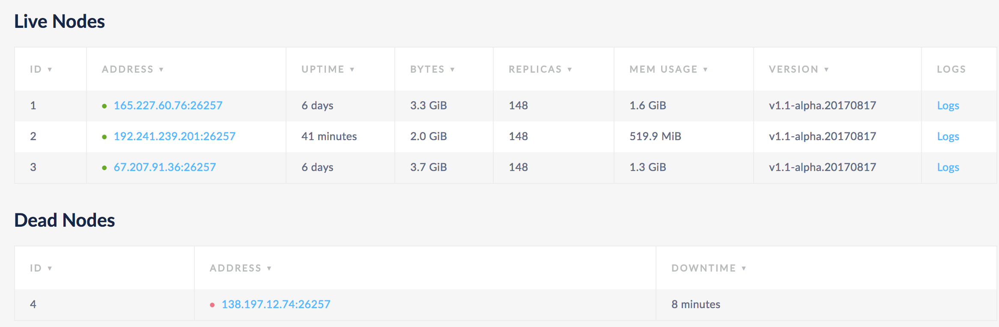 Live Nodes
ID ▼ ADDRESS ▼ UPTIME ▼ BYTES ▼ REPLICAS ▼ MEM USAGE ▼ VERSION ▼ LOGS
1 165.227.60.76:26257 6 days 3.3 GiB 148 1.6 GiB v1.1-alpha.20170817 Logs
2 192.241.239.201:26257 41 minutes 2.0 GiB 148 519.9 MiB v1.1-alpha.20170817 Logs
3 67.207.91.36:26257 6 days 3.7 GiB 148 1.3 GiB v1.1-alpha.20170817 Logs
Dead Nodes
ID ▼ ADDRESS ▼ DOWNTIME ▼
4 138.197.12.74:26257 8 minutes